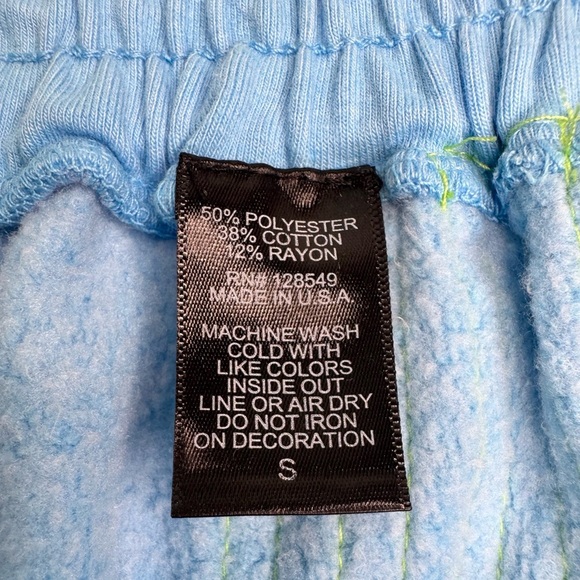 50% POLYESTER
38% COTTON
12% RAYON
RN# 128549
MADE IN U.S.A.
MACHINE WASH
COLD WITH
LIKE COLORS
INSIDE OUT
LINE OR AIR DRY
DO NOT IRON
ON DECORATION
S